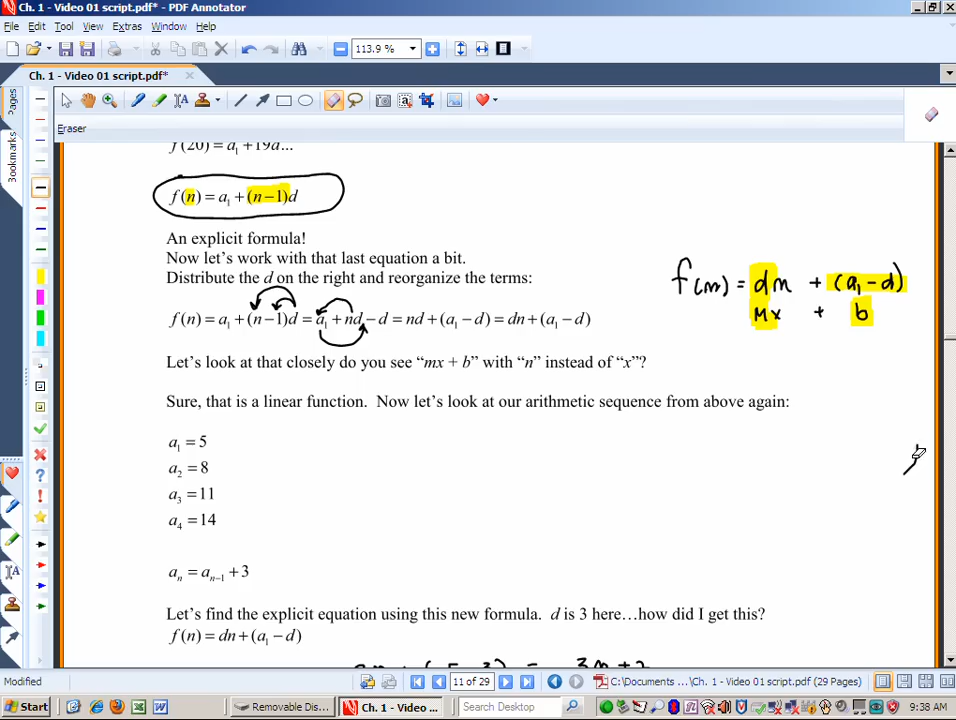 Ch. 1 - Video 01 script.pdf* - PDF Annotator
File Edit Tool View Extras Window Help
113.9 %
Ch. 1 - Video 01 script.pdf*
Pages
Bookmarks
Eraser
f(20) = a₁ + 19d...
f(n) = a₁ + (n − 1)d
An explicit formula!
Now let's work with that last equation a bit.
Distribute the d on the right and reorganize the terms:
f(n) = dn + (a₁ - d)
Mx + b
f(n) = a₁ + (n − 1)d = a₁ + nd − d = nd + (a₁ − d) = dn + (a₁ − d)
Let's look at that closely do you see “mx + b” with “n” instead of “x”?
Sure, that is a linear function. Now let's look at our arithmetic sequence from above again:
a₁ = 5
a₂ = 8
a₃ = 11
a₄ = 14
aₙ = aₙ₋₁ + 3
Let's find the explicit equation using this new formula. d is 3 here…how did I get this?
f(n) = dn + (a₁ − d)
Modified
11 of 29
C:\Documents ... \Ch. 1 - Video 01 script.pdf (29 Pages)
Start
Removable Dis...
Ch. 1 - Video ...
Search Desktop
9:38 AM